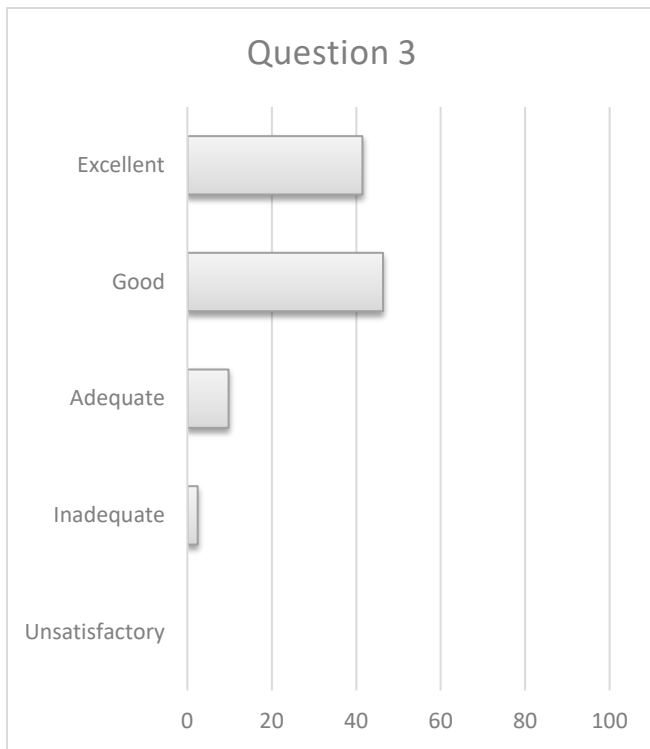 Question 3
Excellent
Good
Adequate
Inadequate
Unsatisfactory
0 20 40 60 80 100